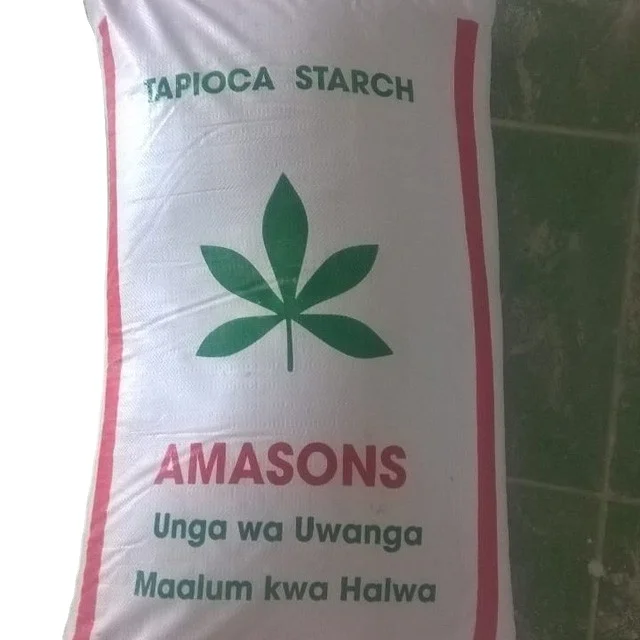 TAPIOCA STARCH
AMASONS
Unga wa Uwanga
Maalum kwa Halwa